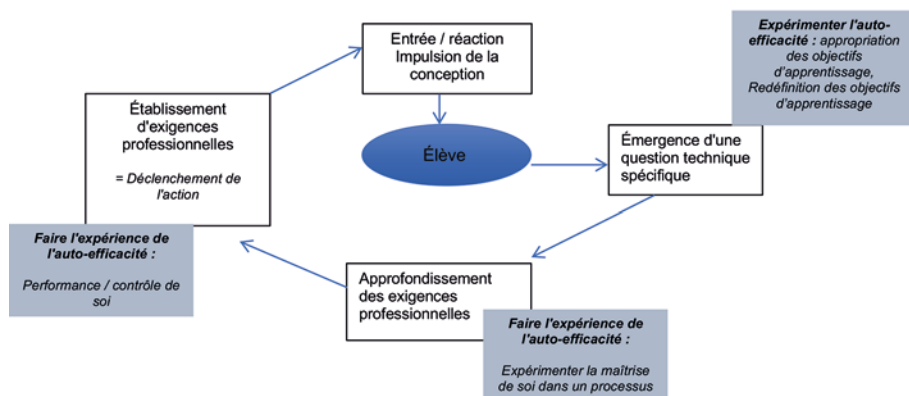 Entrée / réaction
Impulsion de la
conception
Expérimenter l'auto-
efficacité : appropriation
des objectifs
d'apprentissage,
Redéfinition des objectifs
d'apprentissage
Établissement
d'exigences
professionnelles
= Déclenchement de
l'action
Élève
Émergence d'une
question technique
spécifique
Faire l'expérience de
l'auto-efficacité :
Performance / contrôle de
soi
Approfondissement
des exigences
professionnelles
Faire l'expérience de
l'auto-efficacité :
Expérimenter la maîtrise
de soi dans un processus